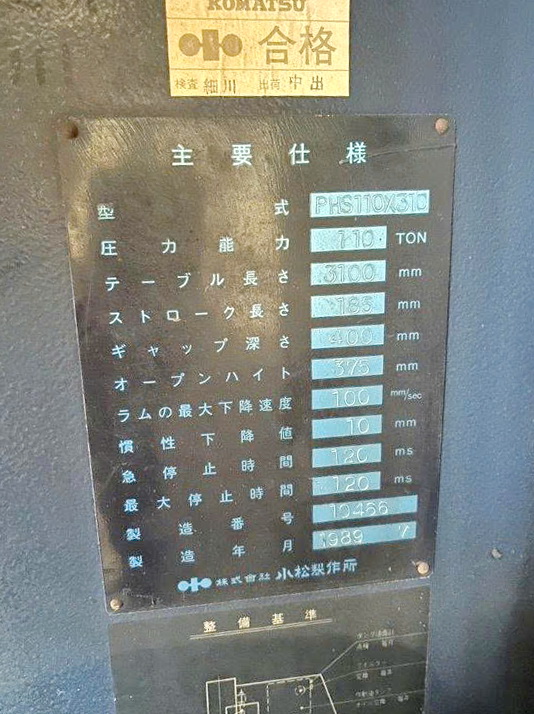 KOMATSU
合格
検査 細川 出荷 中出
主要仕様
型式 PHS110X310
圧力能力 110 TON
テーブル長さ 3100 mm
ストローク長さ 185 mm
ギャップ深さ 400 mm
オープンハイト 395 mm
ラムの最大下降速度 100 mm/sec
慣性下降値 10 mm
急停止時間 120 ms
最大停止時間 120 ms
製造番号 10466
製造年月 1989 V
株式会社 小松製作所
整備基準